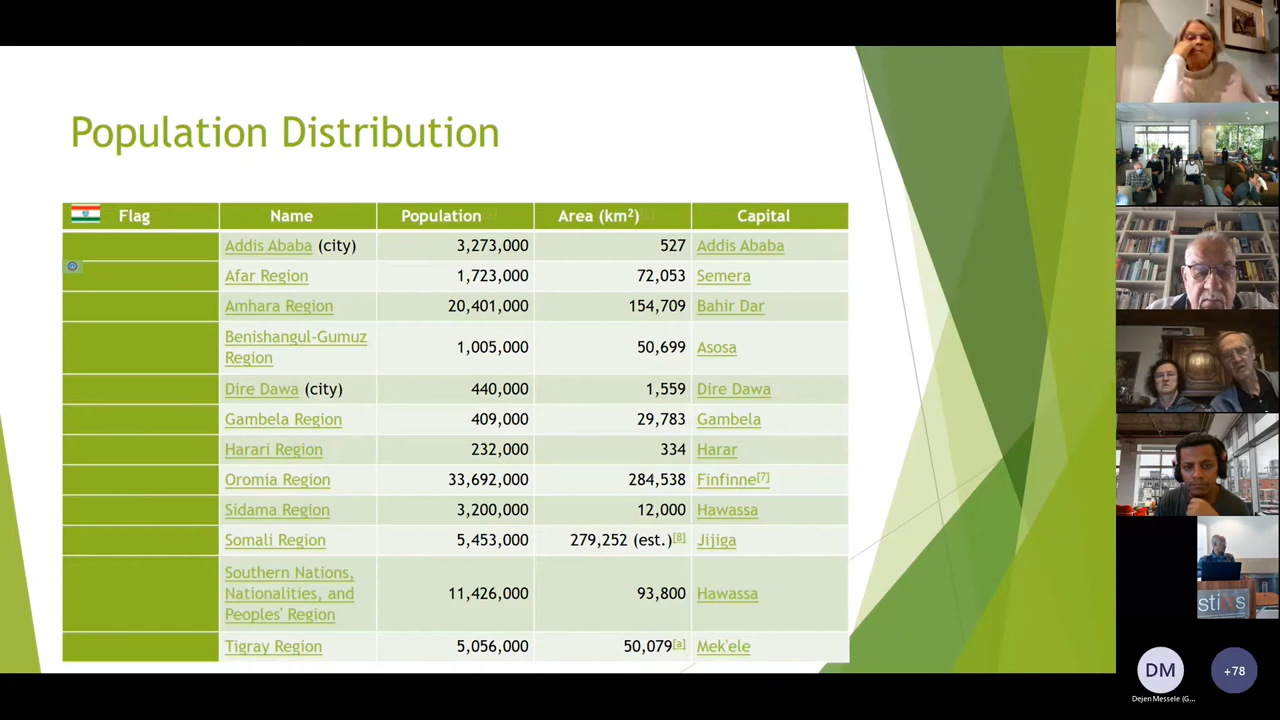 Population Distribution
Flag Name Population Area (km²) Capital
Addis Ababa (city) 3,273,000 527 Addis Ababa
Afar Region 1,723,000 72,053 Semera
Amhara Region 20,401,000 154,709 Bahir Dar
Benishangul-Gumuz
Region 1,005,000 50,699 Asosa
Dire Dawa (city) 440,000 1,559 Dire Dawa
Gambela Region 409,000 29,783 Gambela
Harari Region 232,000 334 Harar
Oromia Region 33,692,000 284,538 Finfinne[7]
Sidama Region 3,200,000 12,000 Hawassa
Somali Region 5,453,000 279,252 (est.)[8] Jijiga
Southern Nations,
Nationalities, and
Peoples' Region 11,426,000 93,800 Hawassa
Tigray Region 5,056,000 50,079[a] Mek'ele
DM
+78
Dejen Messele (G...